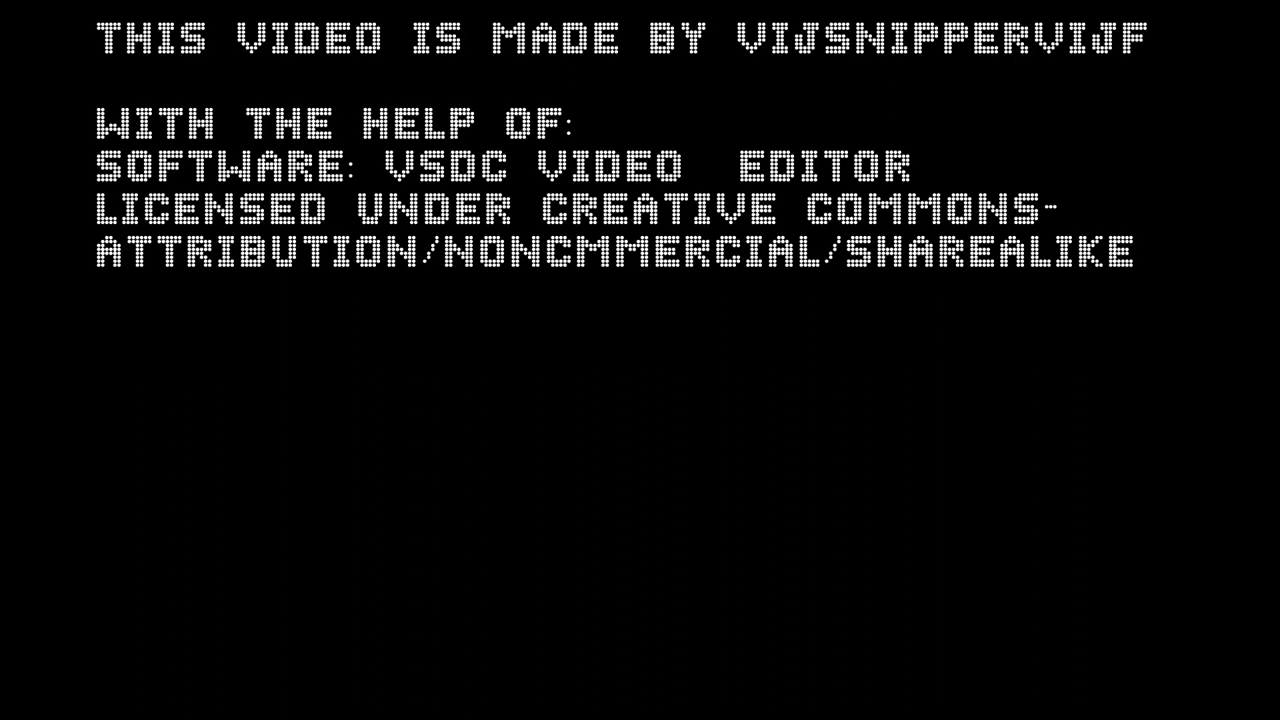 THIS VIDEO IS MADE BY VIJSNIPPERVIJF
WITH THE HELP OF:
SOFTWARE: VSDC VIDEO  EDITOR
LICENSED UNDER CREATIVE COMMONS-
ATTRIBUTION/NONCMMERCIAL/SHAREALIKE